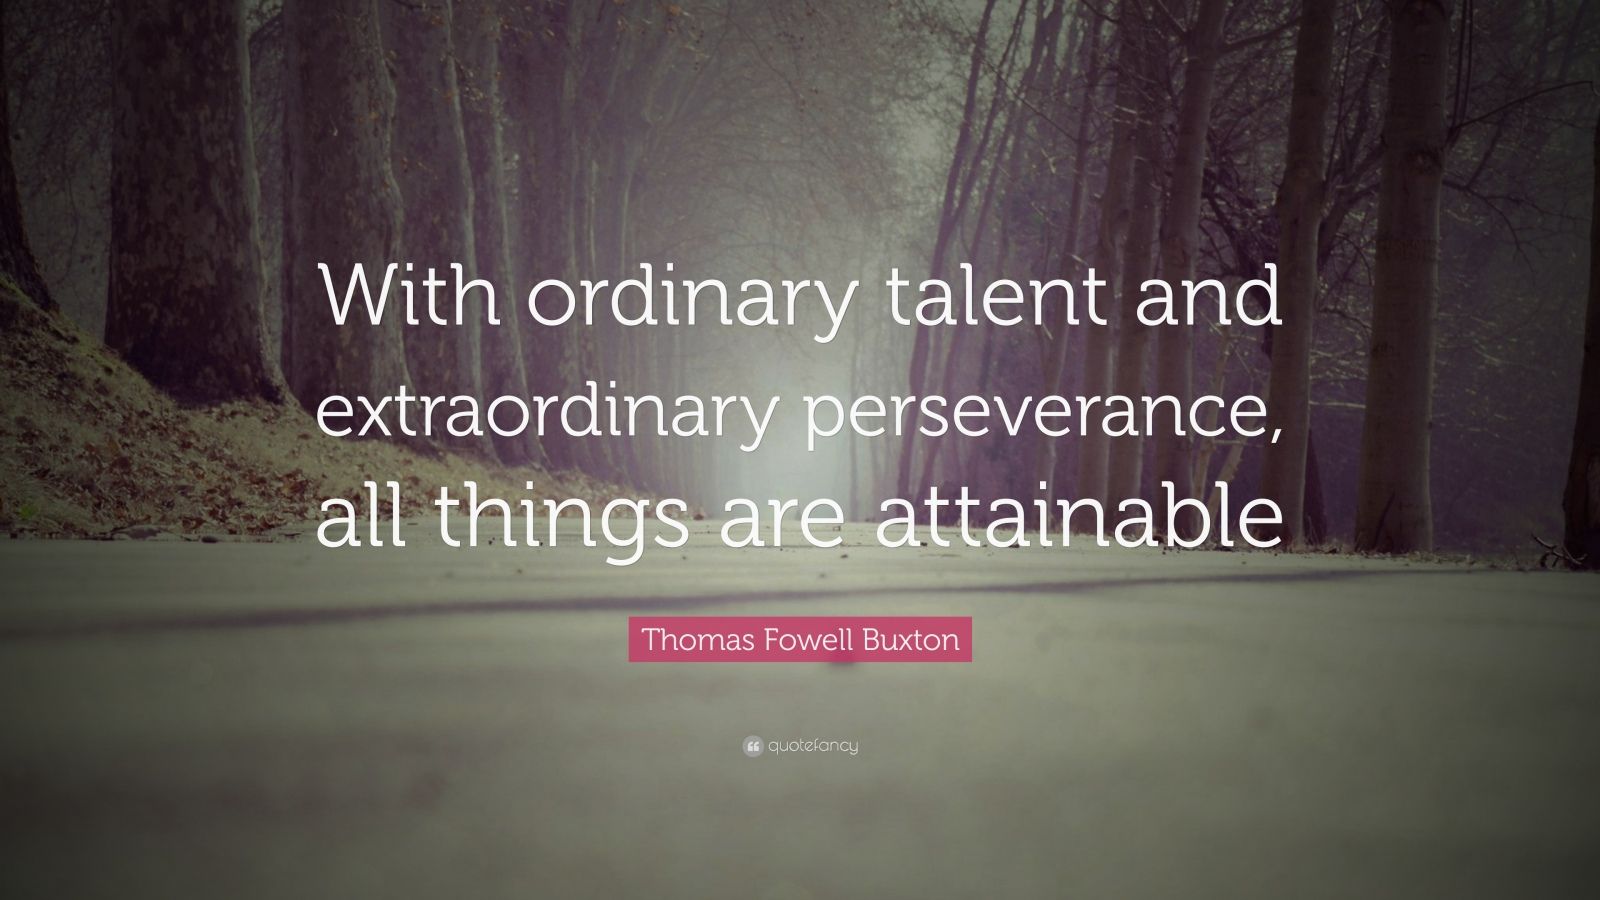 With ordinary talent and
extraordinary perseverance,
all things are attainable
Thomas Fowell Buxton
quotefancy